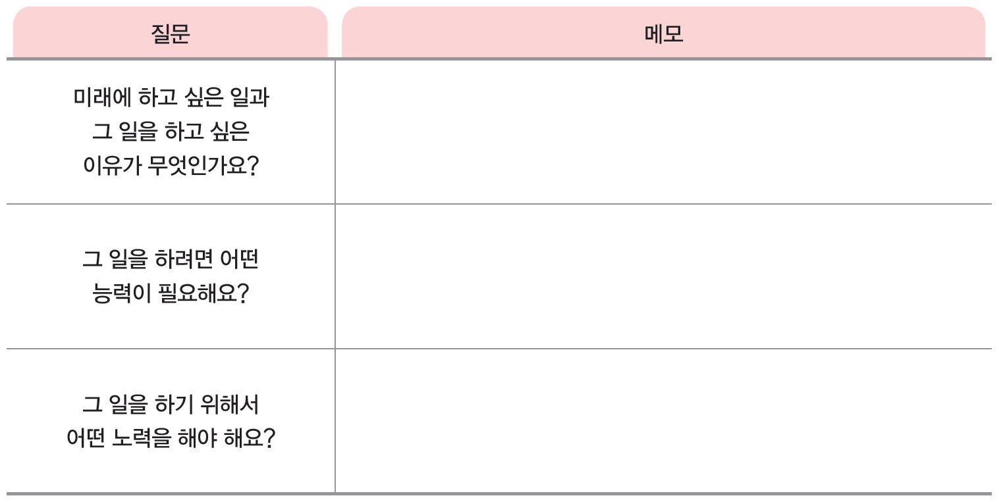 질문
메모
미래에 하고 싶은 일과
그 일을 하고 싶은
이유가 무엇인가요?
그 일을 하려면 어떤
능력이 필요해요?
그 일을 하기 위해서
어떤 노력을 해야 해요?